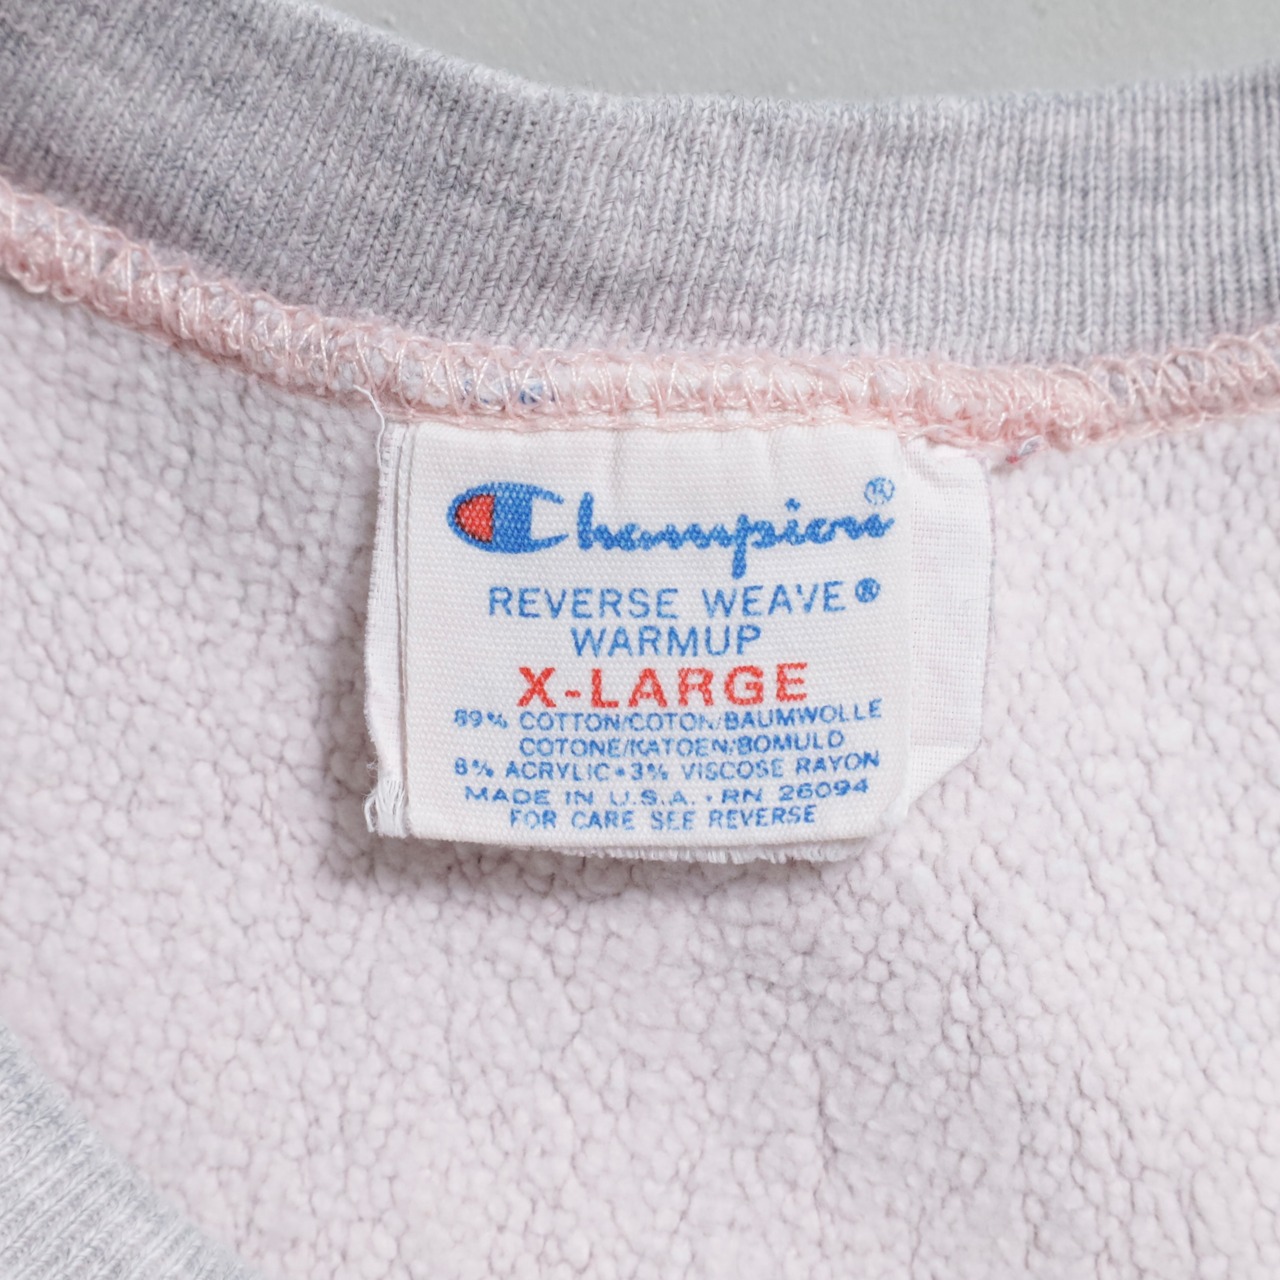 Champion®
REVERSE WEAVE®
WARMUP
X-LARGE
89% COTTON/COTON/BAUMWOLLE
COTONE/KATOEN/BOMULD
8% ACRYLIC•3% VISCOSE RAYON
MADE IN U.S.A. • RN 26094
FOR CARE SEE REVERSE